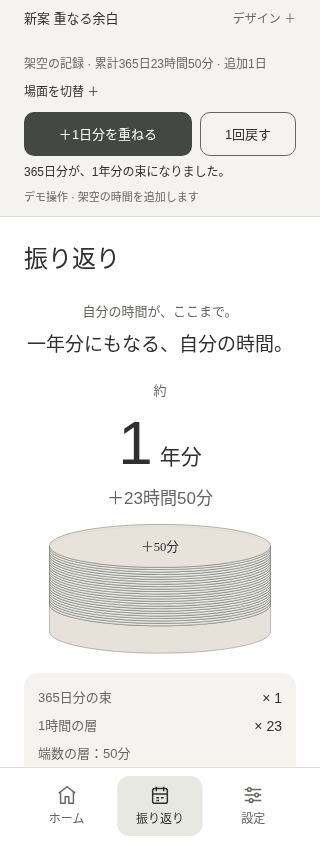 新案 重なる余白
デザイン ＋
架空の記録 · 累計365日23時間50分 · 追加1日
場面を切替 ＋
＋1日分を重ねる
1回戻す
365日分が、1年分の束になりました。
デモ操作 · 架空の時間を追加します
振り返り
自分の時間が、ここまで。
一年分にもなる、自分の時間。
約
1 年分
＋23時間50分
＋50分
365日分の束 × 1
1時間の層 × 23
端数の層：50分
ホーム
振り返り
設定